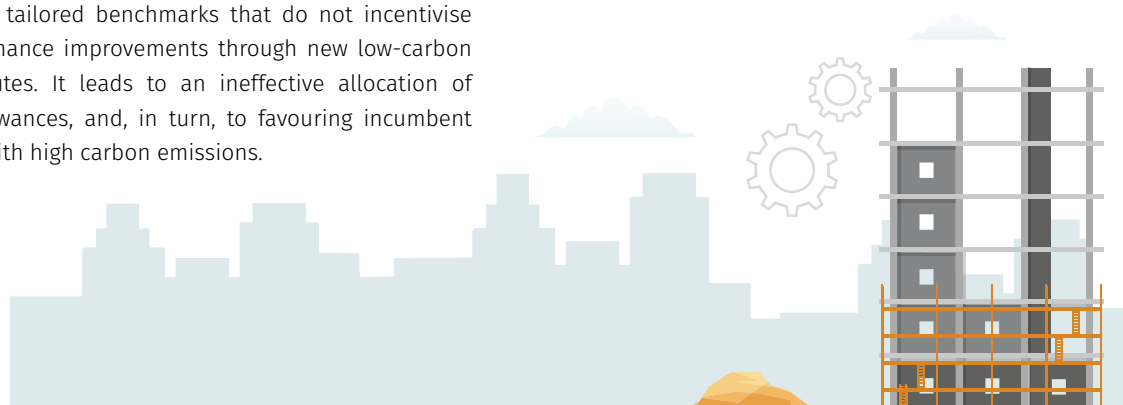 tailored benchmarks that do not incentivise
nance improvements through new low-carbon
utes. It leads to an ineffective allocation of
wances, and, in turn, to favouring incumbent
ith high carbon emissions.